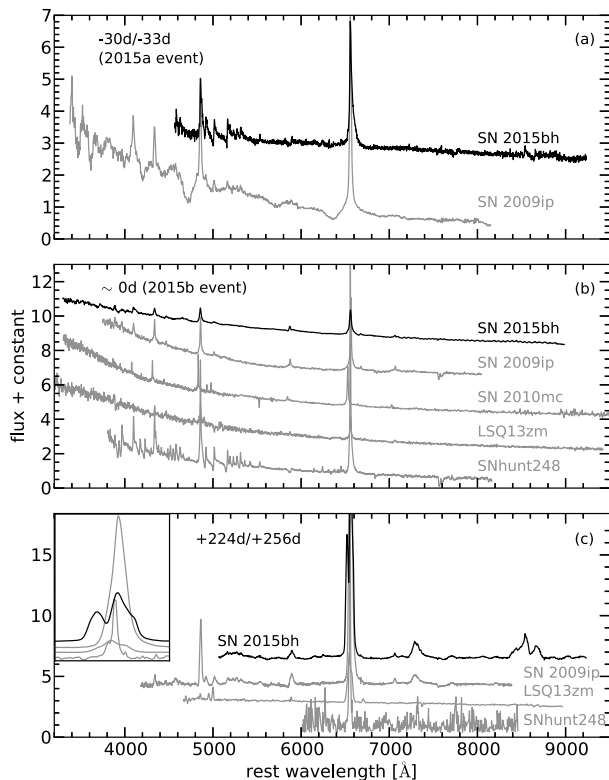 7
6
5
4
3
2
1
0
-30d/-33d
(2015a event)
(a)
SN 2015bh
SN 2009ip
12
10
8
6
4
2
0
flux + constant
~ 0d (2015b event)
(b)
SN 2015bh
SN 2009ip
SN 2010mc
LSQ13zm
SNhunt248
15
10
5
0
+224d/+256d
(c)
SN 2015bh
SN 2009ip
LSQ13zm
SNhunt248
4000 5000 6000 7000 8000 9000
rest wavelength [Å]